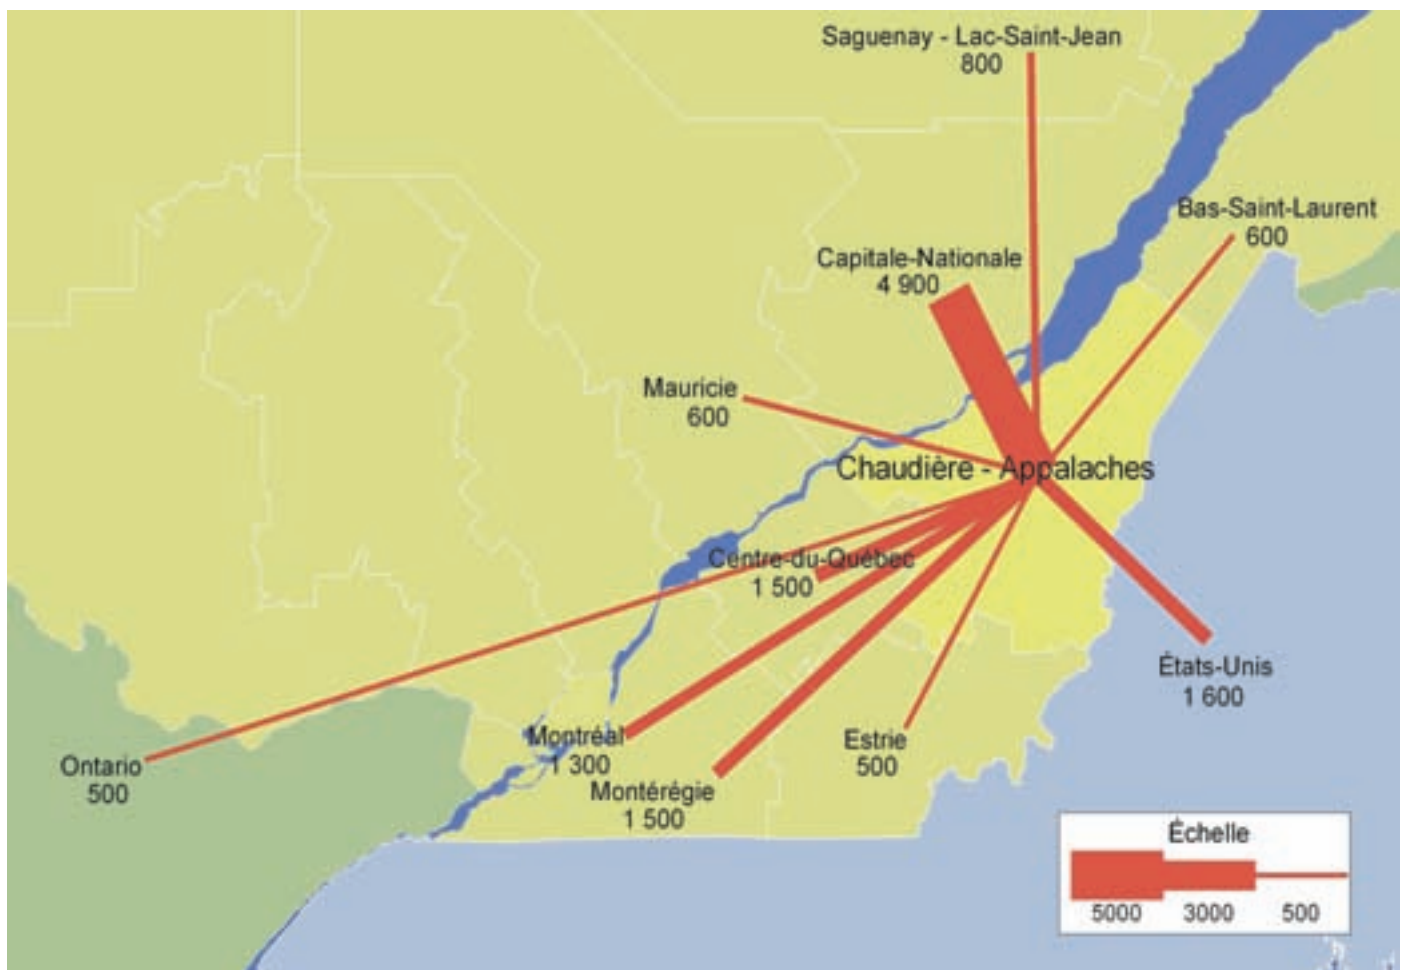 Saguenay - Lac-Saint-Jean
800
Bas-Saint-Laurent
600
Capitale-Nationale
4 900
Mauricie
600
Chaudière - Appalaches
Centre-du-Québec
1 500
États-Unis
1 600
Montréal
1 300
Estrie
500
Ontario
500
Montérégie
1 500
Échelle
5000 3000 500